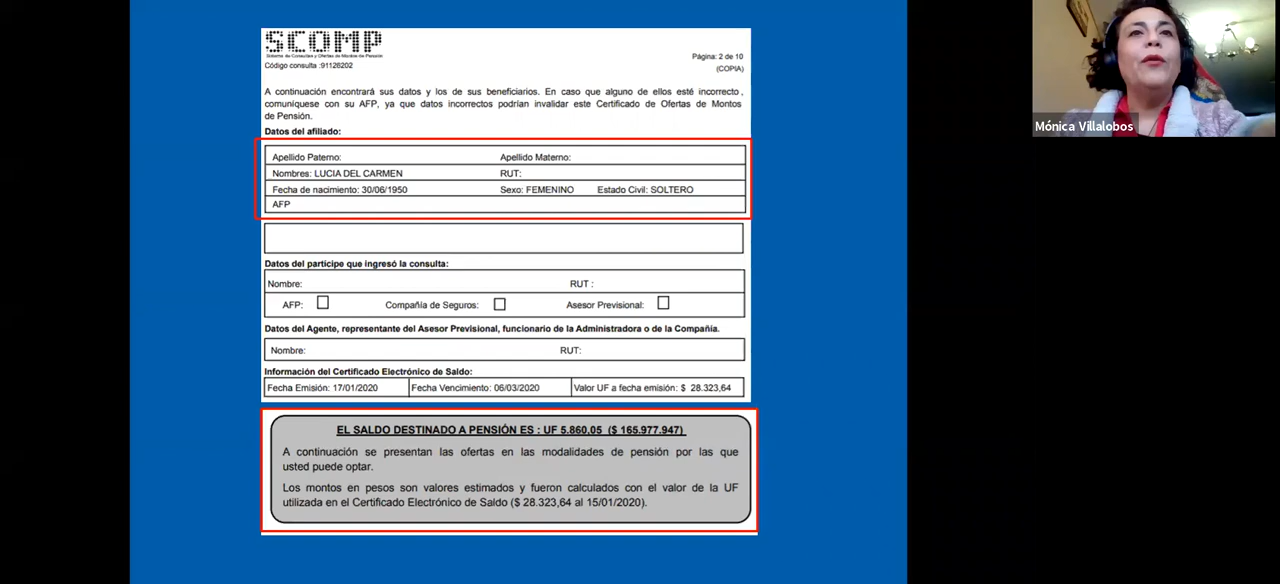 SCOMP
Sistema de Consultas y Ofertas de Montos de Pensión
Código consulta :91126202
Página: 2 de 10
(COPIA)
A continuación encontrará sus datos y los de sus beneficiarios. En caso que alguno de ellos esté incorrecto,
comuníquese con su AFP, ya que datos incorrectos podrían invalidar este Certificado de Ofertas de Montos
de Pensión.
Datos del afiliado:
Apellido Paterno: Apellido Materno:
Nombres: LUCIA DEL CARMEN RUT:
Fecha de nacimiento: 30/06/1950 Sexo: FEMENINO Estado Civil: SOLTERO
AFP
Datos del partícipe que ingresó la consulta:
Nombre: RUT :
AFP: Compañía de Seguros: Asesor Previsional:
Datos del Agente, representante del Asesor Previsional, funcionario de la Administradora o de la Compañía.
Nombre: RUT:
Información del Certificado Electrónico de Saldo:
Fecha Emisión: 17/01/2020 Fecha Vencimiento: 06/03/2020 Valor UF a fecha emisión: $ 28.323,64
EL SALDO DESTINADO A PENSIÓN ES : UF 5.860,05 ($ 165.977.947)
A continuación se presentan las ofertas en las modalidades de pensión por las que
usted puede optar.
Los montos en pesos son valores estimados y fueron calculados con el valor de la UF
utilizada en el Certificado Electrónico de Saldo ($ 28.323,64 al 15/01/2020).
Mónica Villalobos